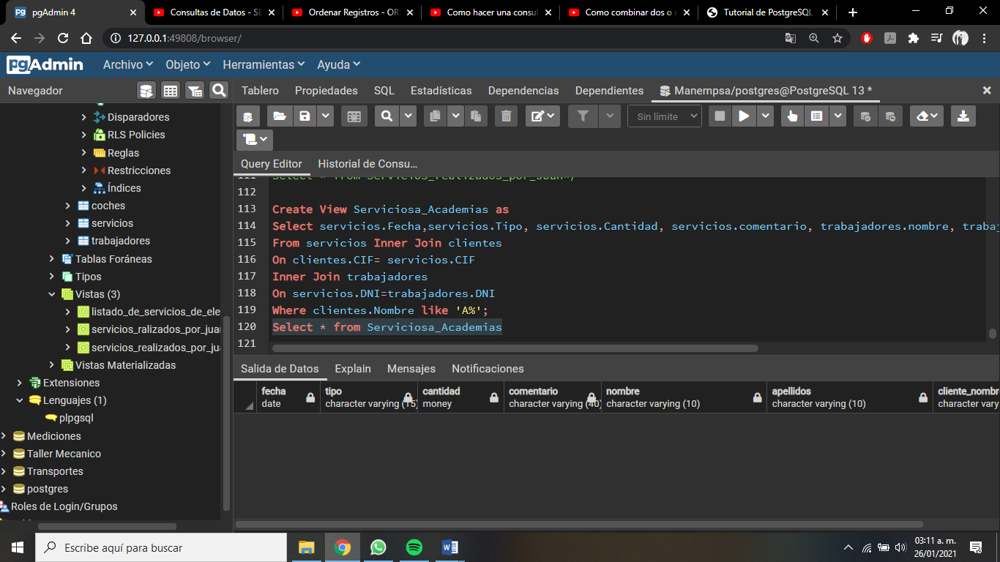 pgAdmin 4
Consultas de Datos - SE
Ordenar Registros - OR
Como hacer una consul
Como combinar dos o
Tutorial de PostgreSQL
127.0.0.1:49808/browser/
pgAdmin
Archivo Objeto Herramientas Ayuda
Navegador
Tablero Propiedades SQL Estadísticas Dependencias Dependientes Manempsa/postgres@PostgreSQL 13 *
Sin límite
Query Editor Historial de Consu...
Disparadores
RLS Policies
Reglas
Restricciones
Índices
coches
servicios
trabajadores
Tablas Foráneas
Tipos
Vistas (3)
listado_de_servicios_de_ele
servicios_ralizados_por_juan
servicios_realizados_por_ju
Vistas Materializadas
Extensiones
Lenguajes (1)
plpgsql
Mediciones
Taller Mecanico
Transportes
postgres
Roles de Login/Grupos
111 Select * from Servicios_realizados_por_Juan*/
112
113 Create View Serviciosa_Academias as
114 Select servicios.Fecha,servicios.Tipo, servicios.Cantidad, servicios.comentario, trabajadores.nombre, traba
115 From servicios Inner Join clientes
116 On clientes.CIF= servicios.CIF
117 Inner Join trabajadores
118 On servicios.DNI=trabajadores.DNI
119 Where clientes.Nombre like 'A%';
120 Select * from Serviciosa_Academias
121
Salida de Datos Explain Mensajes Notificaciones
fecha tipo cantidad comentario nombre apellidos cliente_nombr
date character varying (15) money character varying (40) character varying (10) character varying (10) character vary
Escribe aquí para buscar
03:11 a. m.
26/01/2021